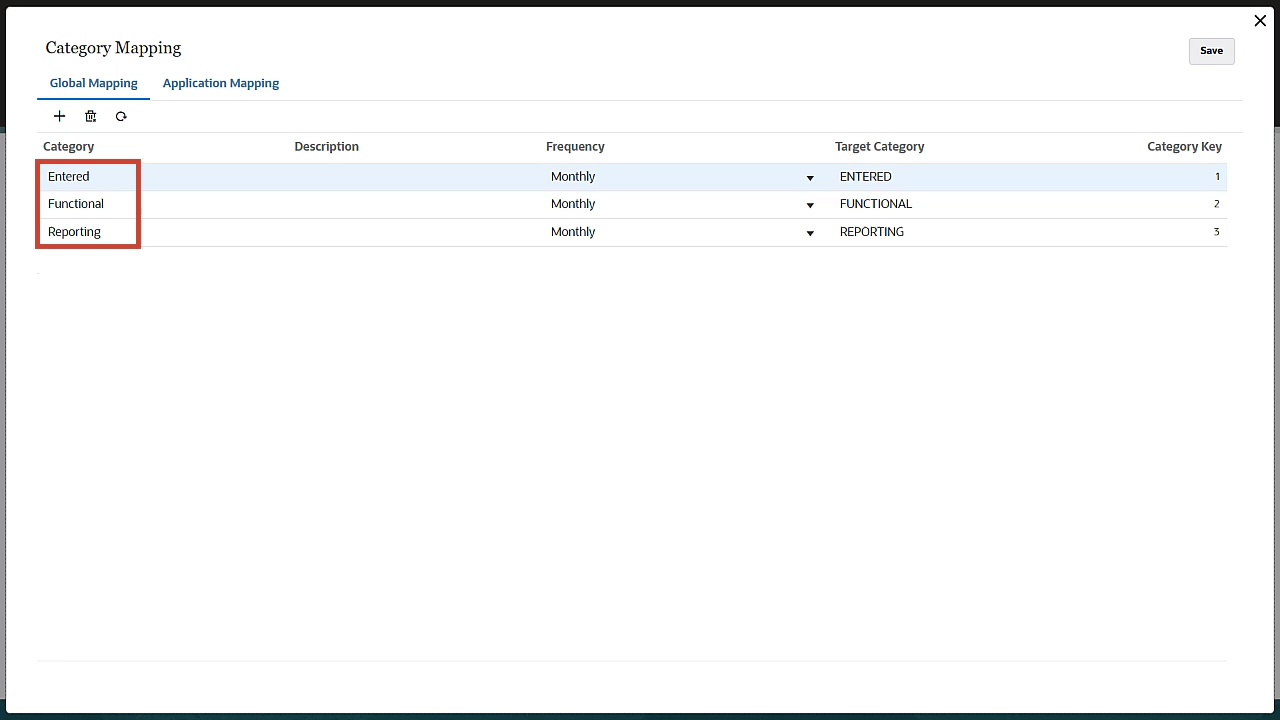 Category Mapping
Save
Global Mapping Application Mapping
Category Description Frequency Target Category Category Key
Entered Monthly ENTERED 1
Functional Monthly FUNCTIONAL 2
Reporting Monthly REPORTING 3